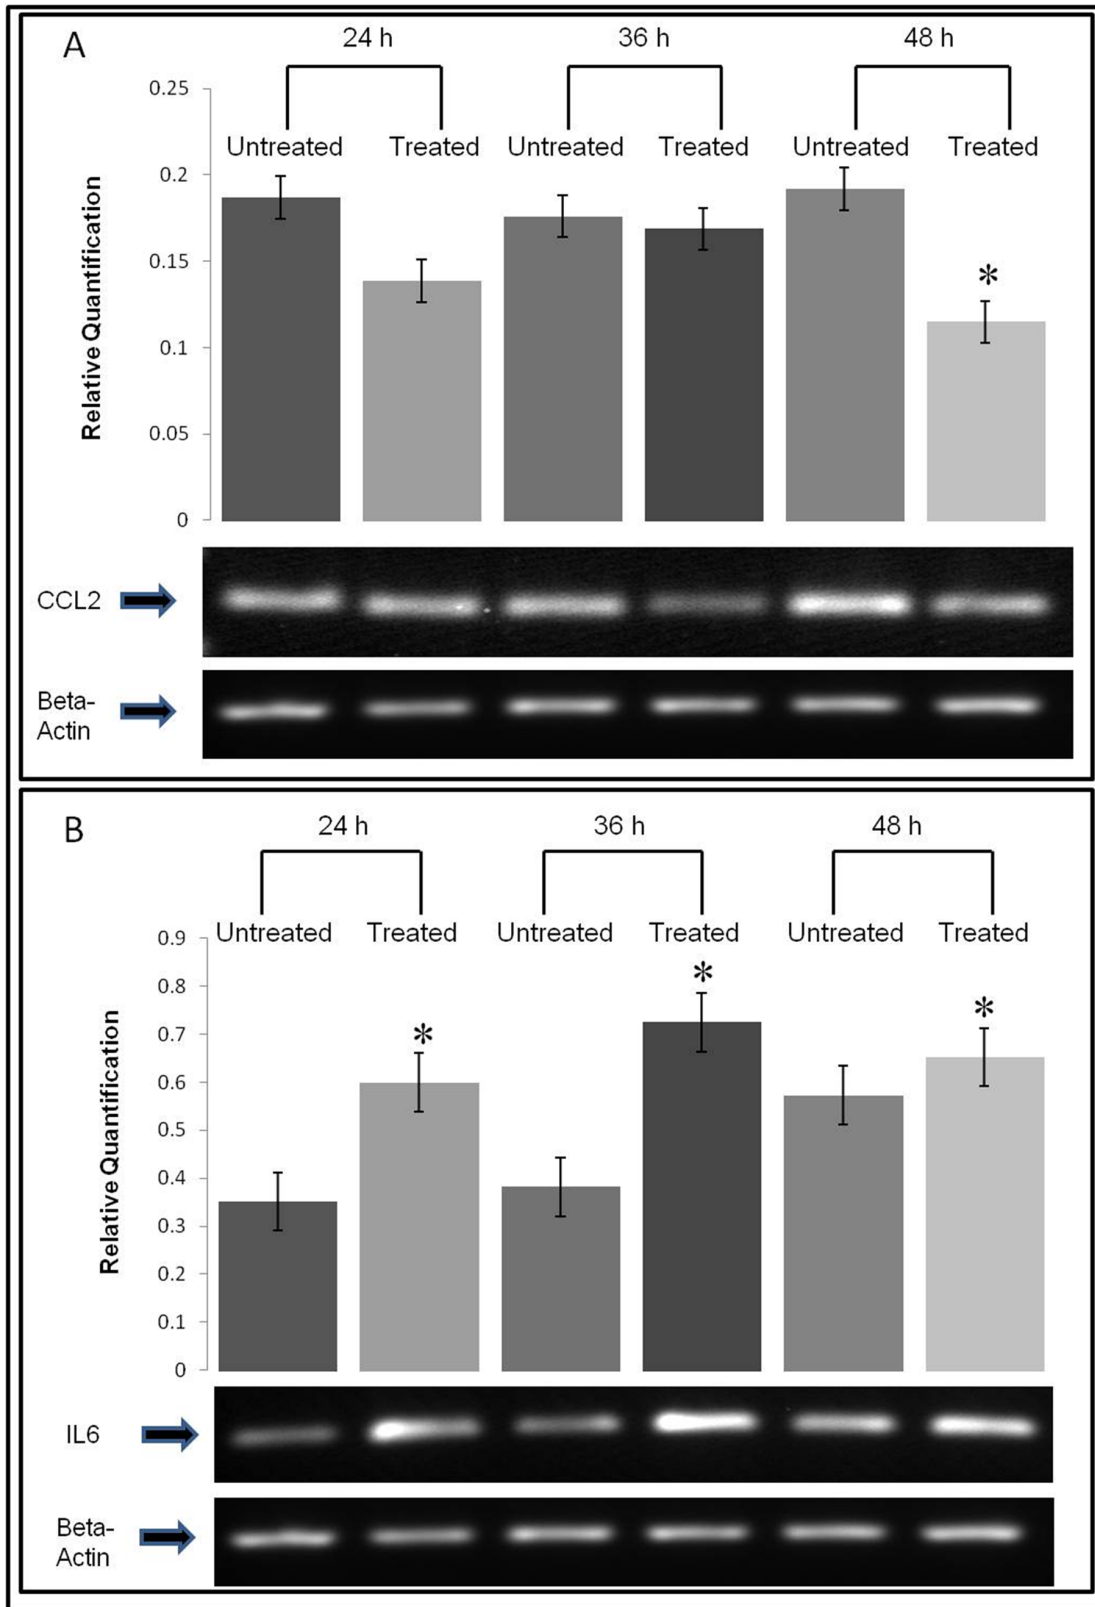 A
24 h
36 h
48 h
Untreated Treated Untreated Treated Untreated Treated
0.25
0.2
0.15
0.1
0.05
0
Relative Quantification
*
CCL2
Beta-
Actin
B
24 h
36 h
48 h
Untreated Treated Untreated Treated Untreated Treated
0.9
0.8
0.7
0.6
0.5
0.4
0.3
0.2
0.1
0
Relative Quantification
*
*
*
IL6
Beta-
Actin